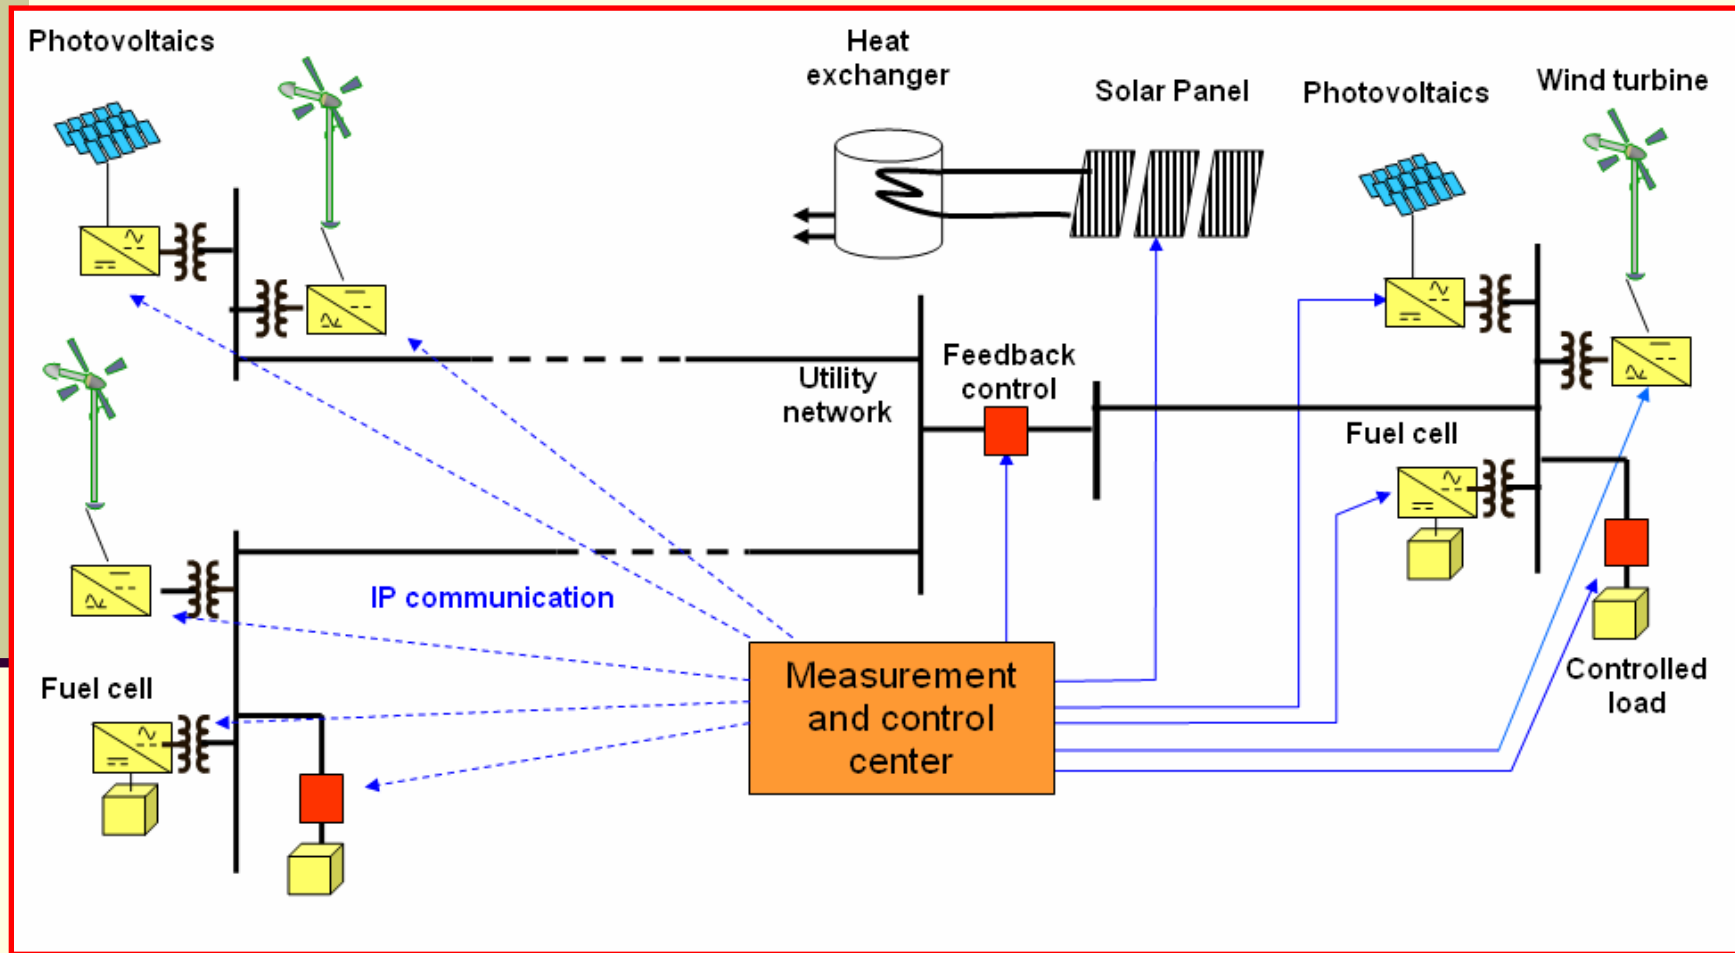 Photovoltaics
Heat
exchanger
Solar Panel
Photovoltaics
Wind turbine
Utility
network
Feedback
control
Fuel cell
IP communication
Measurement
and control
center
Controlled
load
Fuel cell